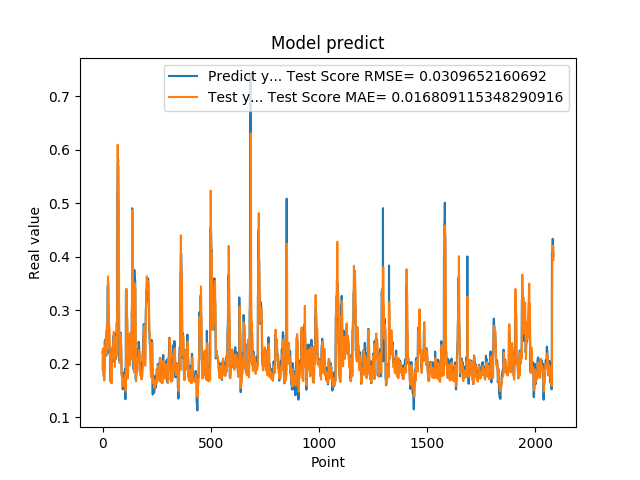 Model predict
Predict y... Test Score RMSE= 0.0309652160692
Test y... Test Score MAE= 0.016809115348290916
0.7
0.6
0.5
0.4
0.3
0.2
0.1
Real value
0 500 1000 1500 2000
Point